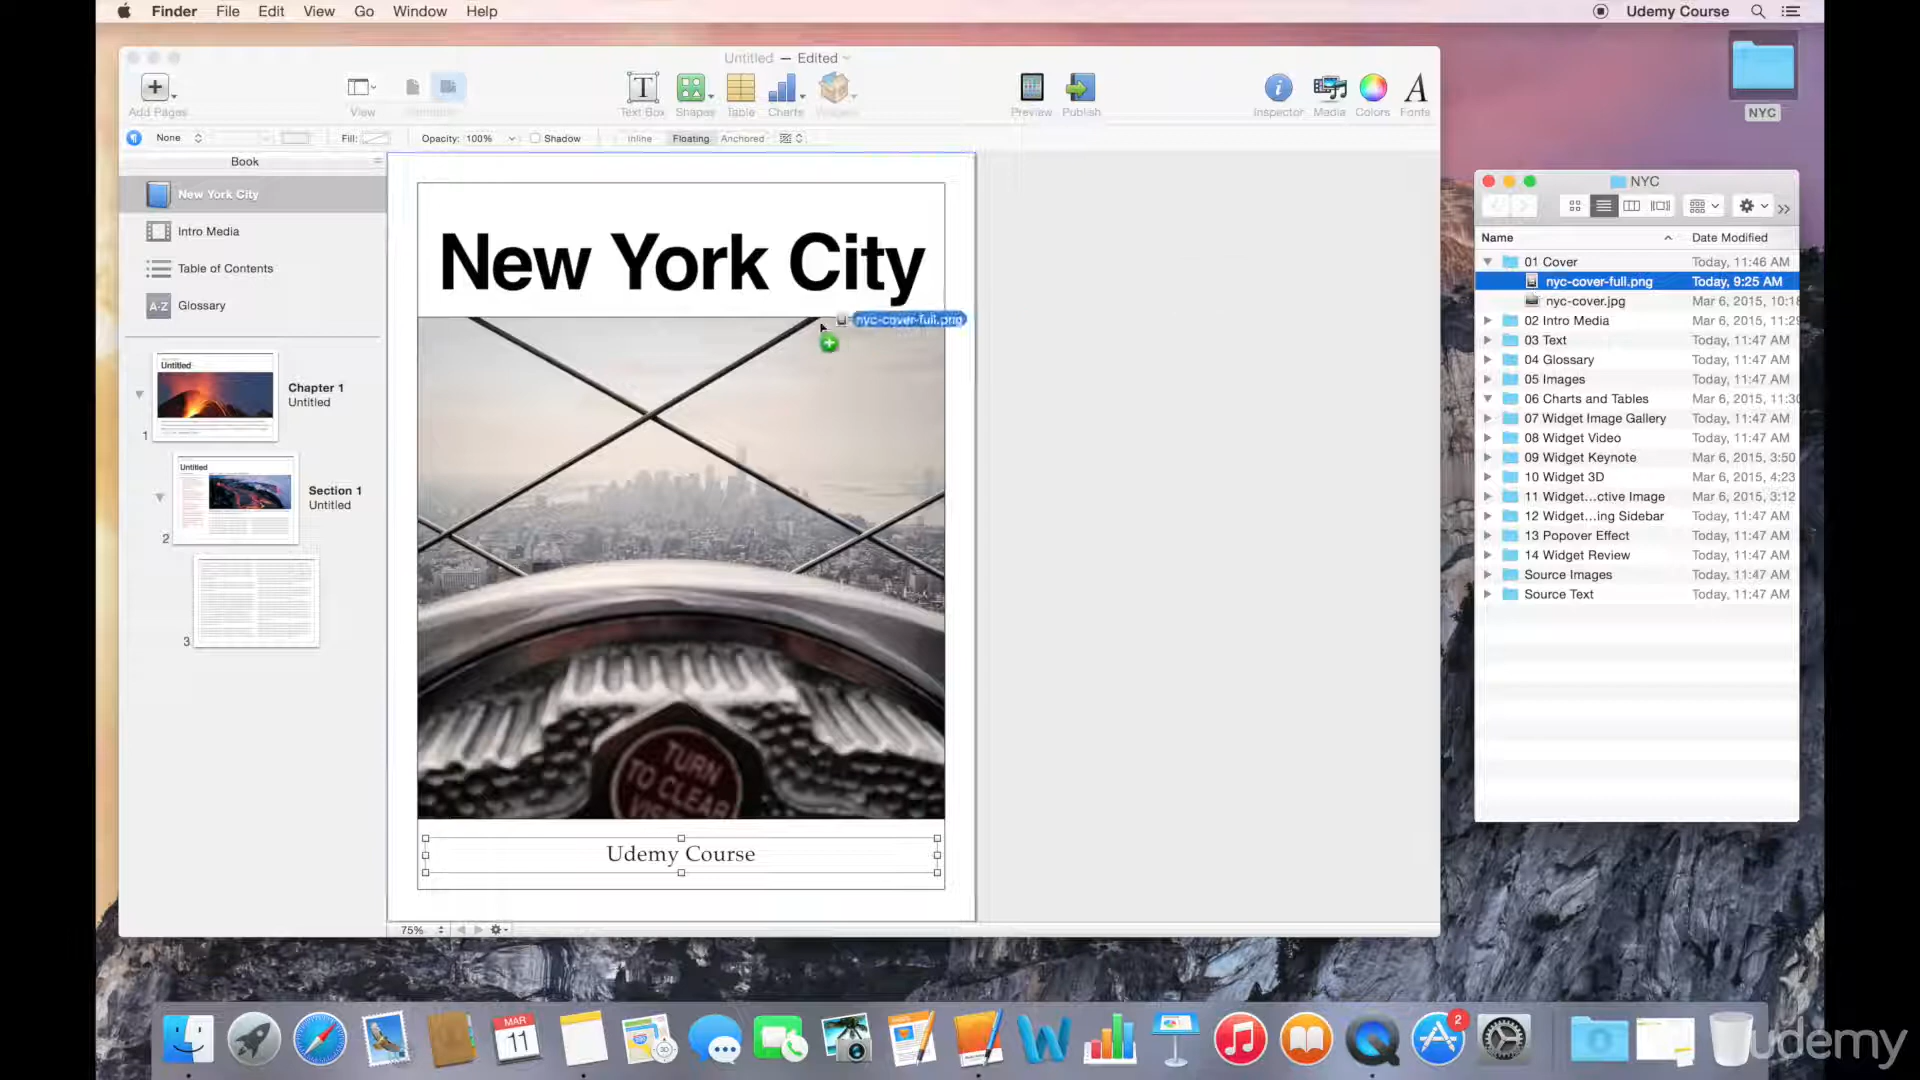 Finder File Edit View Go Window Help
Udemy Course
NYC
Untitled — Edited
Add Pages
View
Text Box
Shapes
Table
Charts
Preview
Publish
Inspector
Media
Colors
Fonts
None
Fill:
Opacity: 100%
Shadow
Inline
Floating
Anchored
Book
New York City
Intro Media
Table of Contents
A-Z Glossary
Untitled
Chapter 1
Untitled
1
Untitled
Section 1
Untitled
2
3
New York City
nyc-cover-full.png
TURN
TO CLEAR
Udemy Course
75%
NYC
Name Date Modified
01 Cover Today, 11:46 AM
nyc-cover-full.png Today, 9:25 AM
nyc-cover.jpg Mar 6, 2015, 10:18
02 Intro Media Mar 6, 2015, 11:29
03 Text Today, 11:47 AM
04 Glossary Today, 11:47 AM
05 Images Today, 11:47 AM
06 Charts and Tables Mar 6, 2015, 11:30
07 Widget Image Gallery Today, 11:47 AM
08 Widget Video Today, 11:47 AM
09 Widget Keynote Mar 6, 2015, 3:50
10 Widget 3D Mar 6, 2015, 4:23
11 Widget...ctive Image Mar 6, 2015, 3:12
12 Widget...ing Sidebar Today, 11:47 AM
13 Popover Effect Today, 11:47 AM
14 Widget Review Today, 11:47 AM
Source Images Today, 11:47 AM
Source Text Today, 11:47 AM
MAR
11
3D
2
udemy